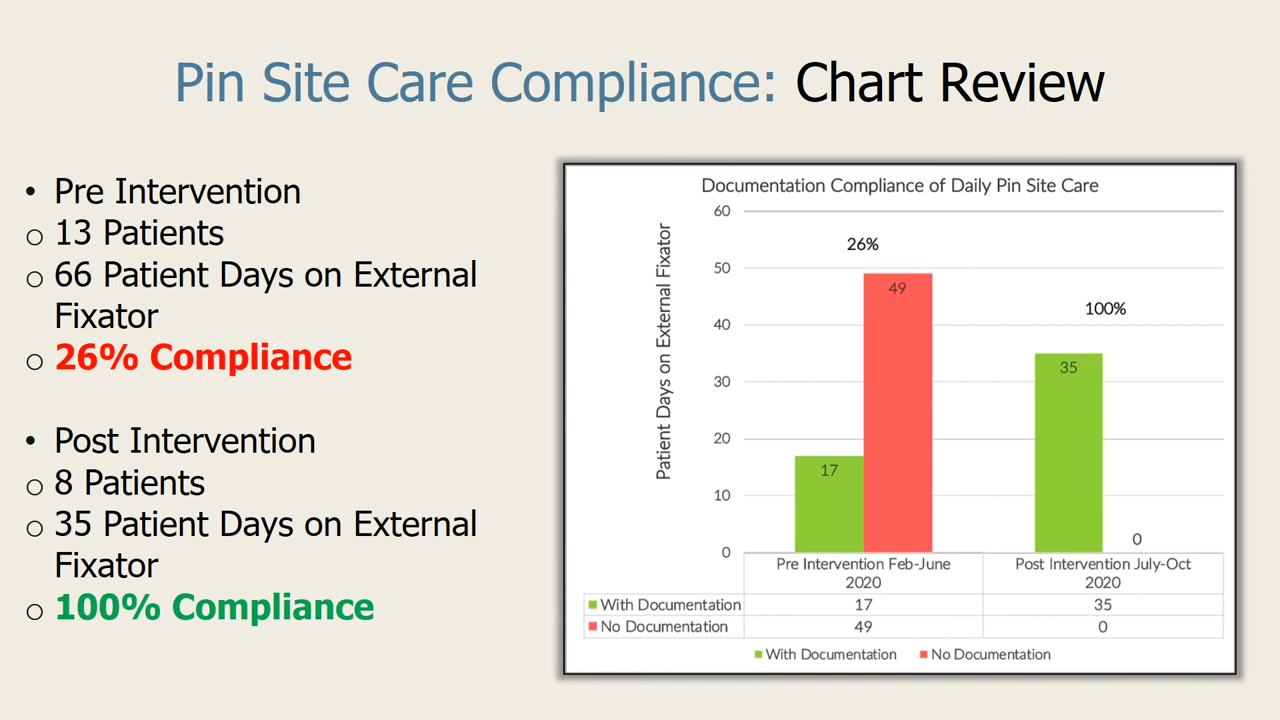 Pin Site Care Compliance: Chart Review
• Pre Intervention
o 13 Patients
o 66 Patient Days on External
Fixator
o 26% Compliance
• Post Intervention
o 8 Patients
o 35 Patient Days on External
Fixator
o 100% Compliance
Documentation Compliance of Daily Pin Site Care
Patient Days on External Fixator
60
50
40
30
20
10
0
26%
49
17
100%
35
0
Pre Intervention Feb-June
2020
Post Intervention July-Oct
2020
With Documentation 17 35
No Documentation 49 0
With Documentation No Documentation